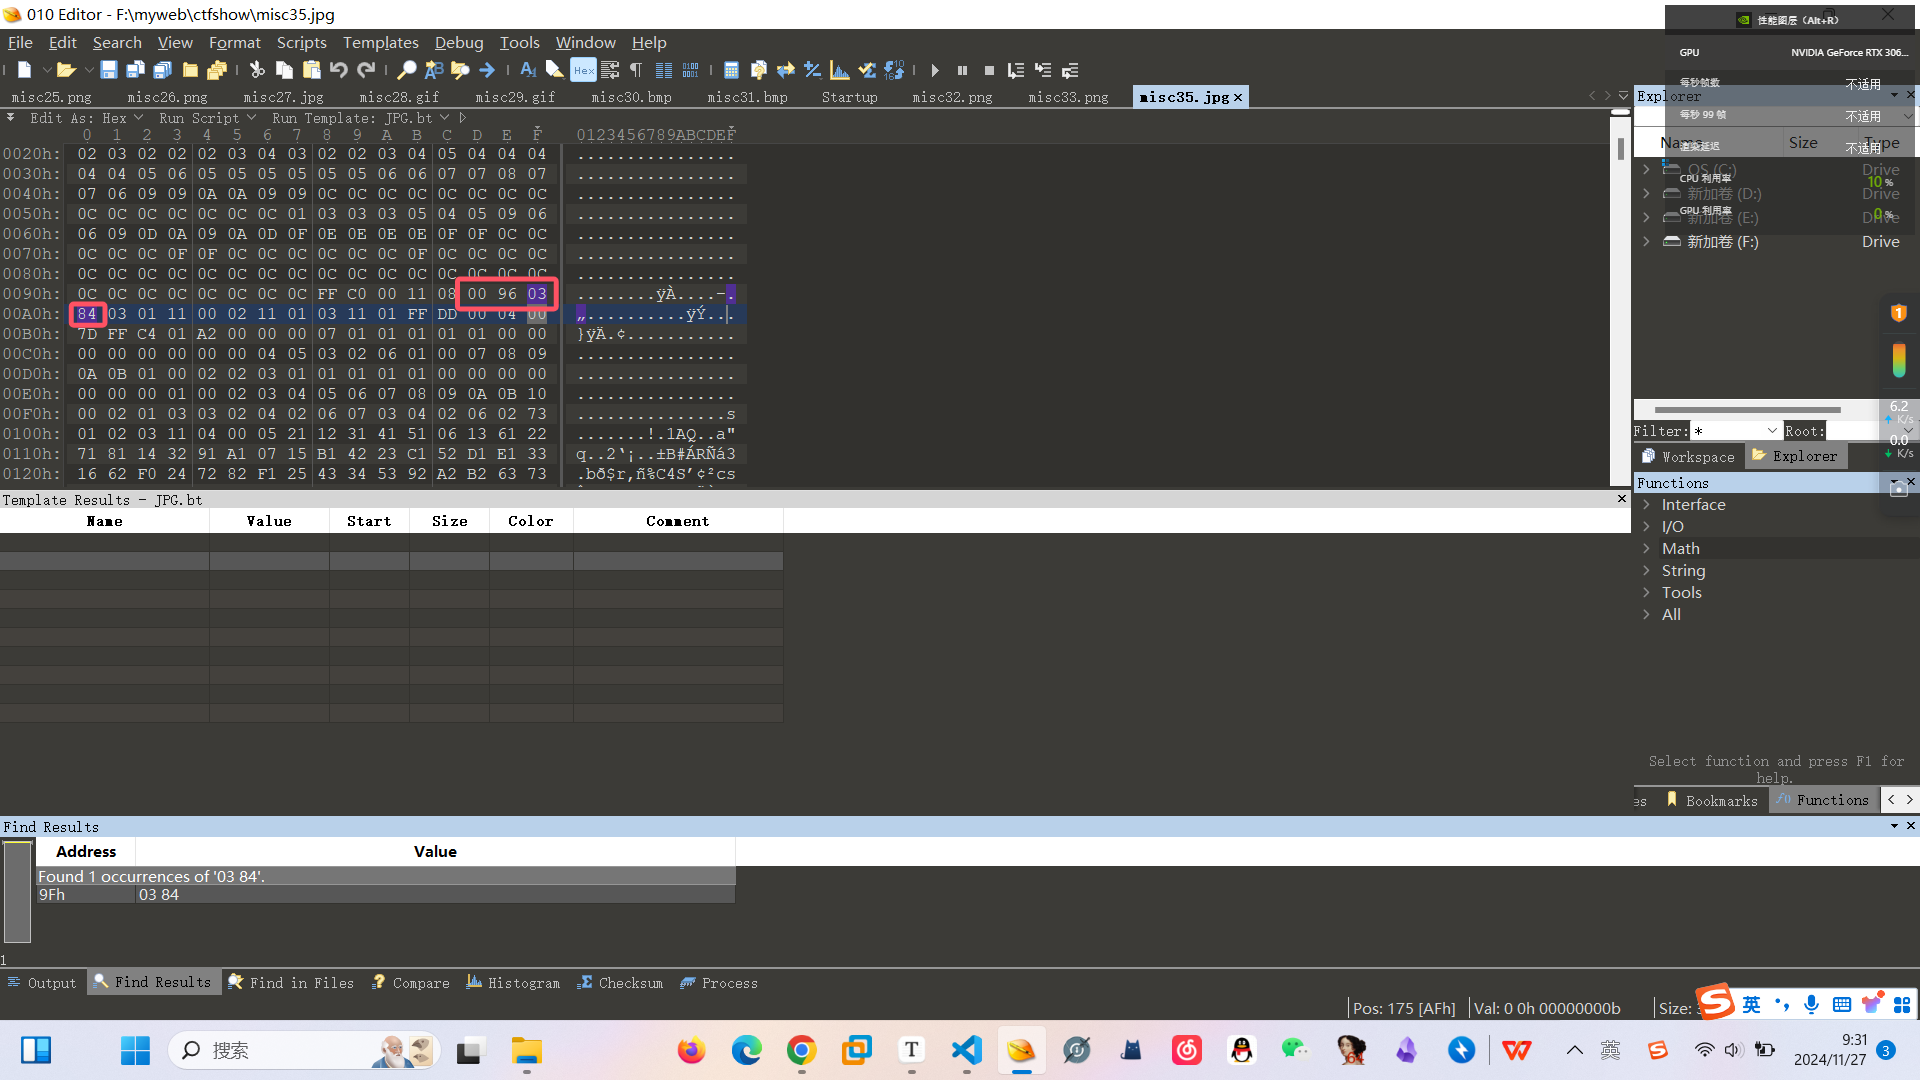 010 Editor - F:\myweb\ctfshow\misc35.jpg
File Edit Search View Format Scripts Templates Debug Tools Window Help
misc25.png misc26.png misc27.jpg misc28.gif misc29.gif misc30.bmp misc31.bmp Startup misc32.png misc33.png misc35.jpg
Edit As: Hex Run Script Run Template: JPG.bt
0 1 2 3 4 5 6 7 8 9 A B C D E F 0123456789ABCDEF
0020h: 02 03 02 02 02 03 04 03 02 02 03 04 05 04 04 04 ................
0030h: 04 04 05 06 05 05 05 05 05 05 06 06 07 07 08 07 ................
0040h: 07 06 09 09 0A 0A 09 09 0C 0C 0C 0C 0C 0C 0C 0C ................
0050h: 0C 0C 0C 0C 0C 0C 0C 01 03 03 03 05 04 05 09 06 ................
0060h: 06 09 0D 0A 09 0A 0D 0F 0E 0E 0E 0E 0F 0F 0C 0C ................
0070h: 0C 0C 0C 0F 0F 0C 0C 0C 0C 0C 0C 0F 0C 0C 0C 0C ................
0080h: 0C 0C 0C 0C 0C 0C 0C 0C 0C 0C 0C 0C 0C 0C 0C 0C ................
0090h: 0C 0C 0C 0C 0C 0C 0C 0C FF C0 00 11 08 00 96 03 ........ÿÀ....–.
00A0h: 84 03 01 11 00 02 11 01 03 11 01 FF DD 00 04 00 „..........ÿÝ...
00B0h: 7D FF C4 01 A2 00 00 00 07 01 01 01 01 01 00 00 }ÿÄ.¢...........
00C0h: 00 00 00 00 00 00 04 05 03 02 06 01 00 07 08 09 ................
00D0h: 0A 0B 01 00 02 02 03 01 01 01 01 01 00 00 00 00 ................
00E0h: 00 00 00 01 00 02 03 04 05 06 07 08 09 0A 0B 10 ................
00F0h: 00 02 01 03 03 02 04 02 06 07 03 04 02 06 02 73 ...............s
0100h: 01 02 03 11 04 00 05 21 12 31 41 51 06 13 61 22 .......!.1AQ..a"
0110h: 71 81 14 32 91 A1 07 15 B1 42 23 C1 52 D1 E1 33 q..2‘¡..±B#ÁRÑá3
0120h: 16 62 F0 24 72 82 F1 25 43 34 53 92 A2 B2 63 73 .bð$r‚ñ%C4S’¢²cs
Template Results - JPG.bt
Name Value Start Size Color Comment
Find Results
Address Value
Found 1 occurrences of '03 84'.
9Fh 03 84
1
Output Find Results Find in Files Compare Histogram Checksum Process
Pos: 175 [AFh] Val: 0 0h 00000000b Size:
性能图层 (Alt+R)
GPU NVIDIA GeForce RTX 306...
每秒帧数 不适用
Explorer
每秒 99 帧 不适用
渲染延迟 不适用
Size
OS (C:) Drive
CPU 利用率 10 %
新加卷 (D:) Drive
GPU 利用率 0 %
新加卷 (E:) Drive
新加卷 (F:) Drive
6.2
K/s
0.0
K/s
Filter: * Root:
Workspace Explorer
Functions
Interface
I/O
Math
String
Tools
All
Select function and press F1 for
help.
es Bookmarks Functions
英
搜索
英
9:31
2024/11/27
3